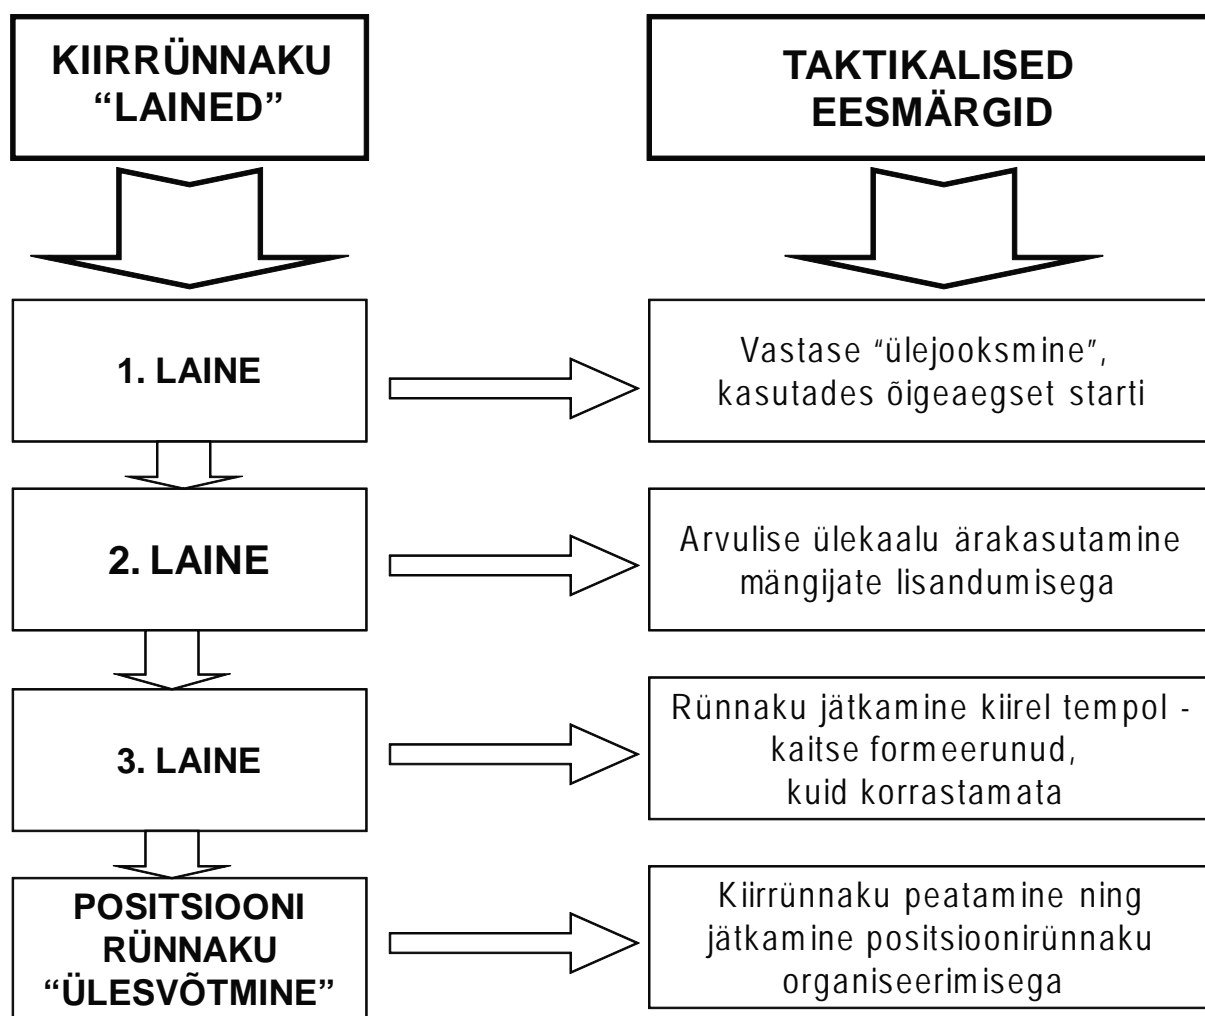 KIIRRÜNNAKU
“LAINED”
TAKTIKALISED
EESMÄRGID
1. LAINE
Vastase “ülejooksmine”,
kasutades õigeaegset starti
2. LAINE
Arvulise ülekaalu ärakasutamine
mängijate lisandumisega
3. LAINE
Rünnaku jätkamine kiirel tempol -
kaitse formeerunud,
kuid korrastamata
POSITSIOONI
RÜNNAKU
“ÜLESVÕTMINE”
Kiirrünnaku peatamine ning
jätkamine positsioonirünnaku
organiseerimisega